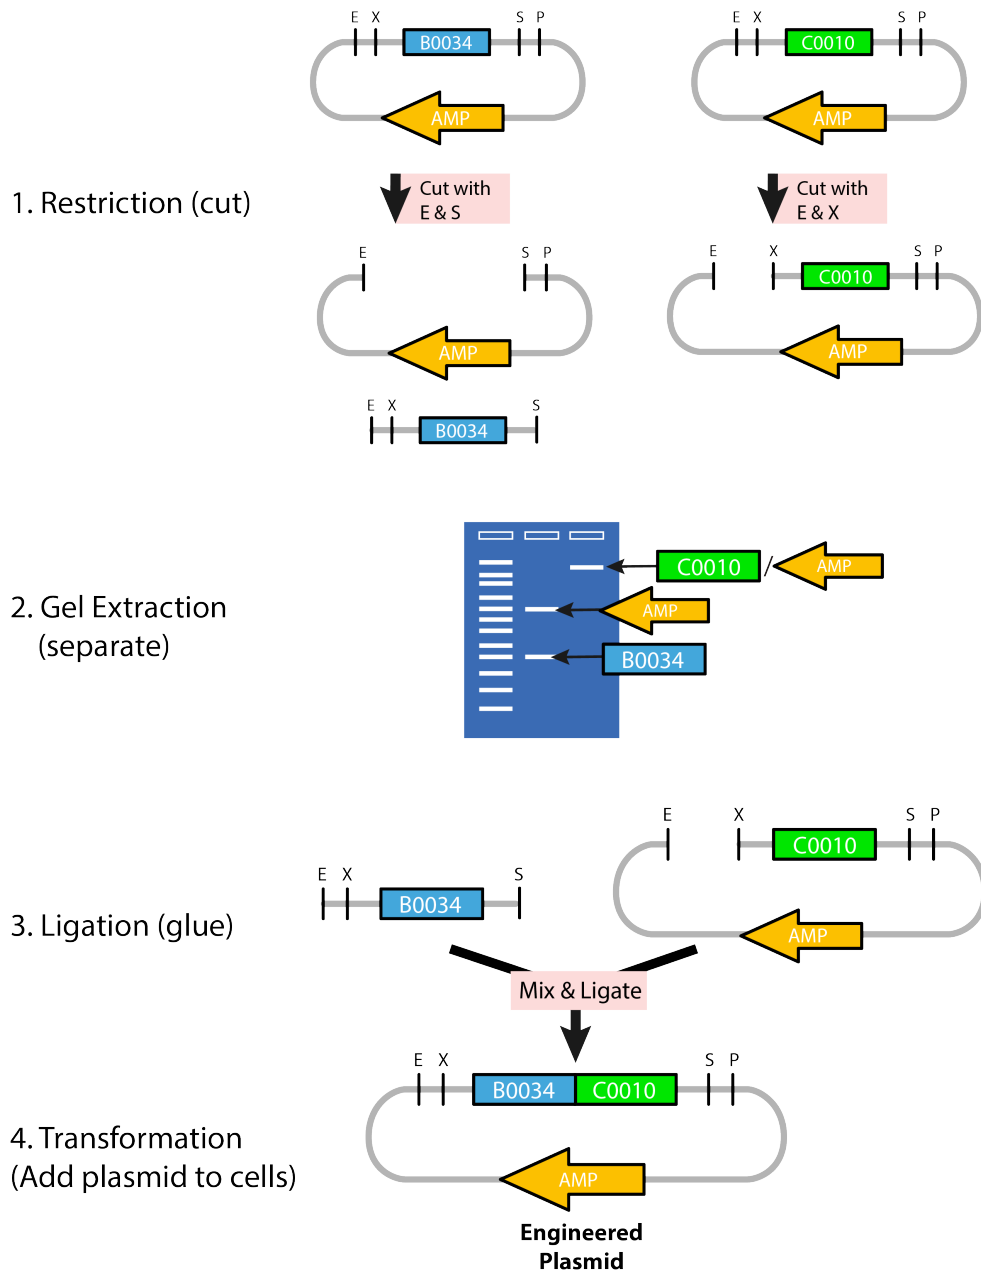 E X S P
B0034
AMP
E X S P
C0010
AMP
1. Restriction (cut)
Cut with
E & S
Cut with
E & X
E S P
AMP
E X S
B0034
E X S P
C0010
AMP
2. Gel Extraction
(separate)
C0010 / AMP
AMP
B0034
3. Ligation (glue)
E X S
B0034
E X S P
C0010
AMP
Mix & Ligate
4. Transformation
(Add plasmid to cells)
E X S P
B0034 C0010
AMP
Engineered
Plasmid